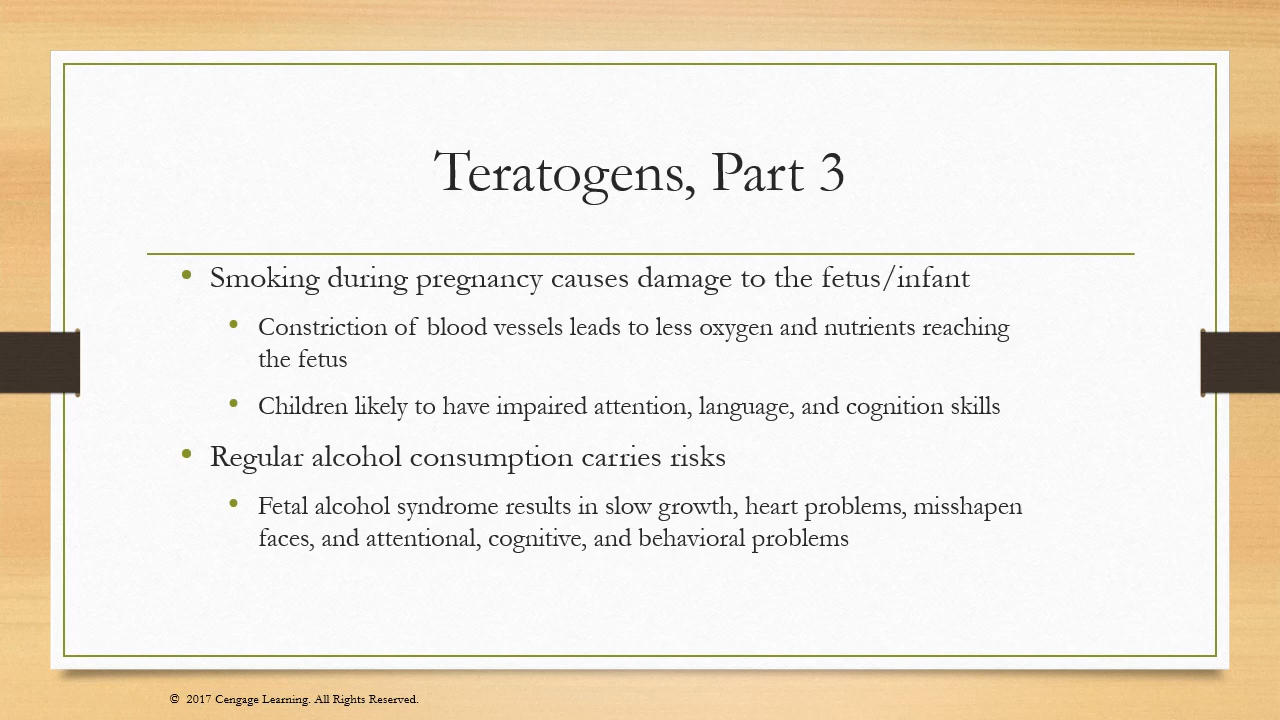 Teratogens, Part 3
• Smoking during pregnancy causes damage to the fetus/infant
• Constriction of blood vessels leads to less oxygen and nutrients reaching
the fetus
• Children likely to have impaired attention, language, and cognition skills
• Regular alcohol consumption carries risks
• Fetal alcohol syndrome results in slow growth, heart problems, misshapen
faces, and attentional, cognitive, and behavioral problems
© 2017 Cengage Learning. All Rights Reserved.